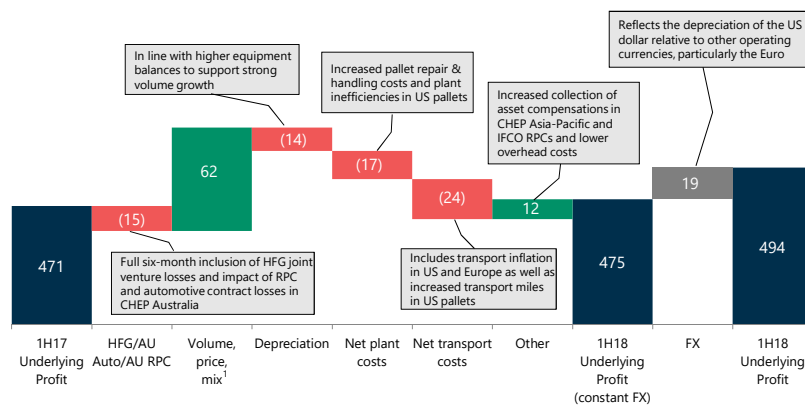 Reflects the depreciation of the US
dollar relative to other operating
currencies, particularly the Euro
In line with higher equipment
balances to support strong
volume growth
Increased pallet repair &
handling costs and plant
inefficiencies in US pallets
Increased collection of
asset compensations in
CHEP Asia-Pacific and
IFCO RPCs and lower
overhead costs
471
(15)
62
(14)
(17)
(24)
12
475
19
494
Full six-month inclusion of HFG joint
venture losses and impact of RPC
and automotive contract losses in
CHEP Australia
Includes transport inflation
in US and Europe as well as
increased transport miles
in US pallets
1H17
Underlying
Profit
HFG/AU
Auto/AU RPC
Volume,
price,
mix¹
Depreciation
Net plant
costs
Net transport
costs
Other
1H18
Underlying
Profit
(constant FX)
FX
1H18
Underlying Profit